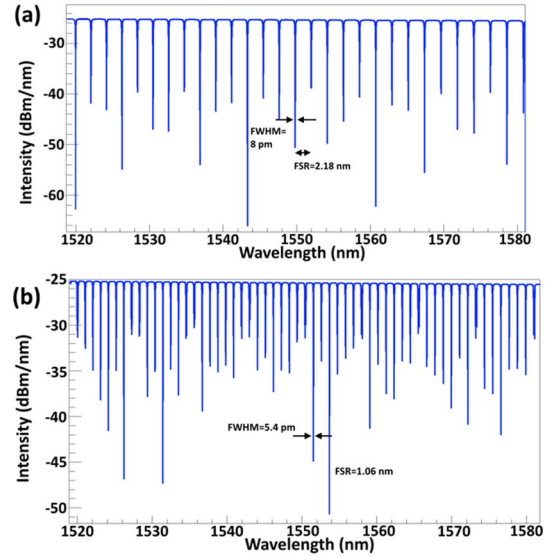 (a)
Intensity (dBm/nm)
-30
-40
-50
-60
FWHM=
8 pm
FSR=2.18 nm
1520 1530 1540 1550 1560 1570 1580
Wavelength (nm)
(b)
Intensity (dBm/nm)
-25
-30
-35
-40
-45
-50
FWHM=5.4 pm
FSR=1.06 nm
1520 1530 1540 1550 1560 1570 1580
Wavelength (nm)